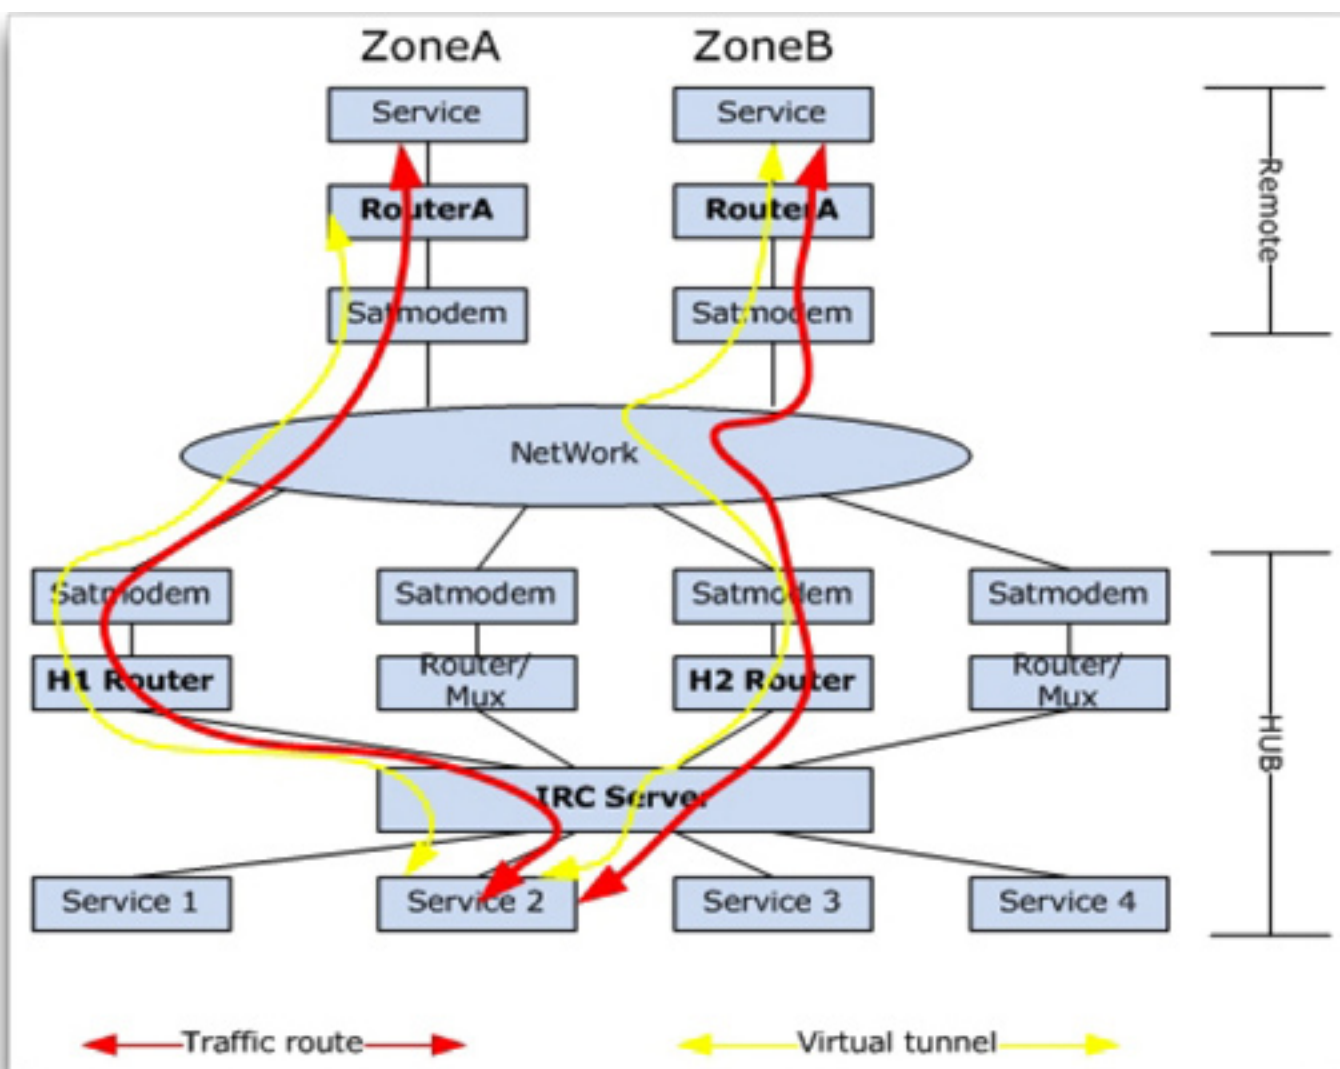 ZoneA ZoneB
Service Service
RouterA RouterA
Remote
Satmodem Satmodem
NetWork
Satmodem Satmodem Satmodem Satmodem
H1 Router Router/ H2 Router Router/
Mux Mux
HUB
IRC Server
Service 1 Service 2 Service 3 Service 4
Traffic route Virtual tunnel